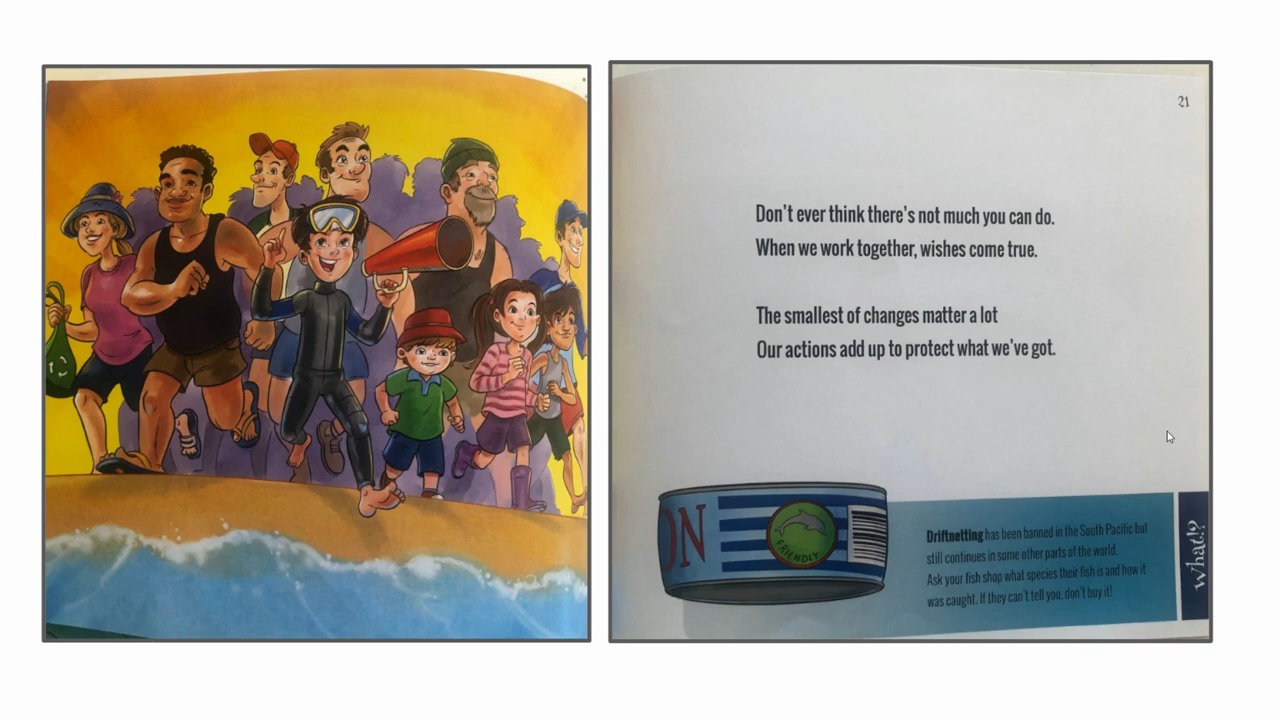 21
Don't ever think there's not much you can do.
When we work together, wishes come true.
The smallest of changes matter a lot
Our actions add up to protect what we've got.
ON
FRIENDLY
Driftnetting has been banned in the South Pacific but
still continues in some other parts of the world.
Ask your fish shop what species their fish is and how it
was caught. If they can't tell you, don't buy it!
what!?